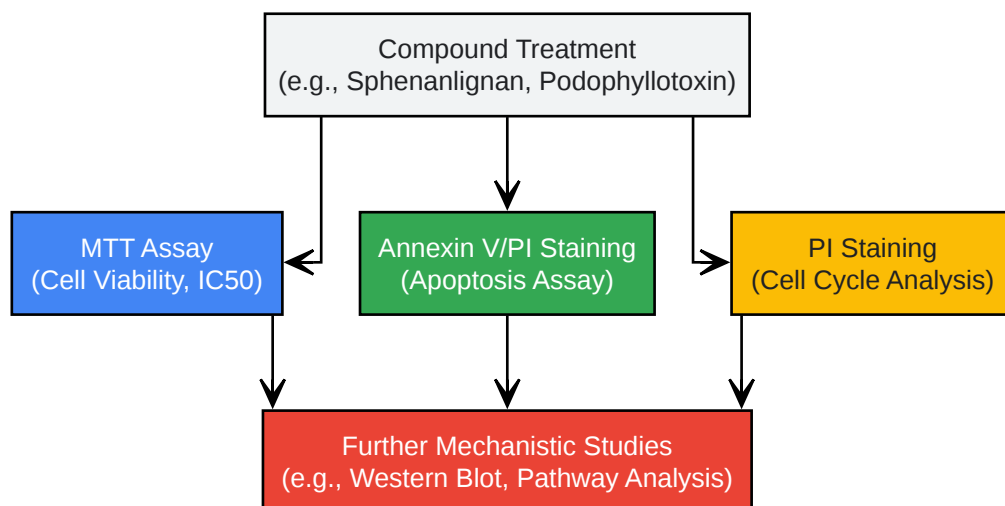 Compound Treatment
(e.g., Sphenanlignan, Podophyllotoxin)
MTT Assay
(Cell Viability, IC50)
Annexin V/PI Staining
(Apoptosis Assay)
PI Staining
(Cell Cycle Analysis)
Further Mechanistic Studies
(e.g., Western Blot, Pathway Analysis)